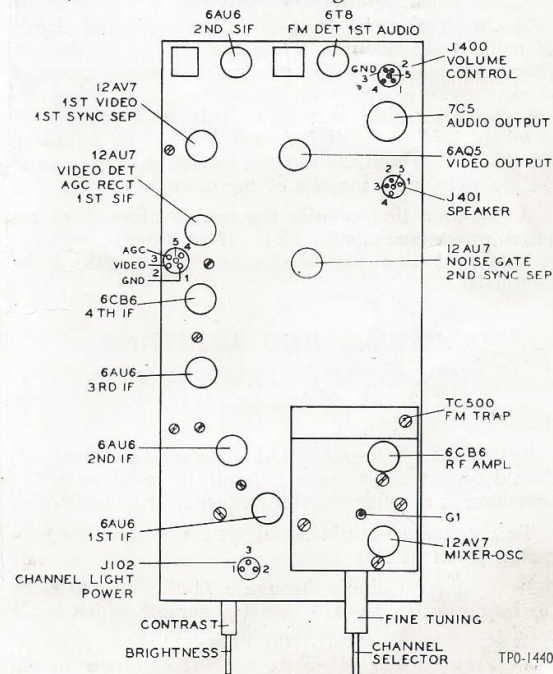 6AU6
2ND SIF
6T8
FM DET 1ST AUDIO
J400
VOLUME
CONTROL
GND
3
2
5
4
1
12AV7
1ST VIDEO
1ST SYNC SEP
7C5
AUDIO OUTPUT
6AQ5
VIDEO OUTPUT
12AU7
VIDEO DET
AGC RECT
1ST SIF
2 5
3
1
4
J401
SPEAKER
AGC
5
4
3
VIDEO
2
GND
1
12AU7
NOISE GATE
2ND SYNC SEP
6CB6
4TH IF
6AU6
3RD IF
TC500
FM TRAP
6AU6
2ND IF
6CB6
RF AMPL.
6AU6
1ST IF
G1
12AV7
MIXER-OSC
J102
CHANNEL LIGHT
POWER
3
1
2
CONTRAST
BRIGHTNESS
FINE TUNING
CHANNEL
SELECTOR
TPO-1440